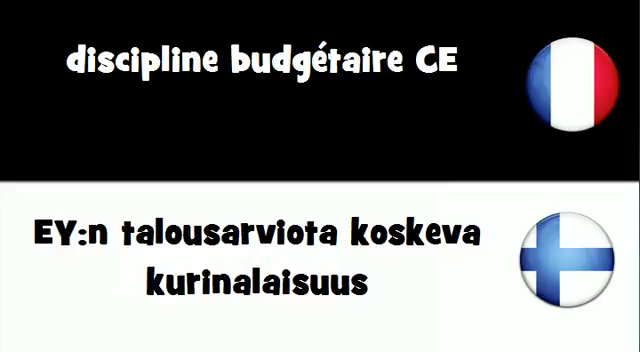 discipline budgétaire CE
EY:n talousarviota koskeva
kurinalaisuus